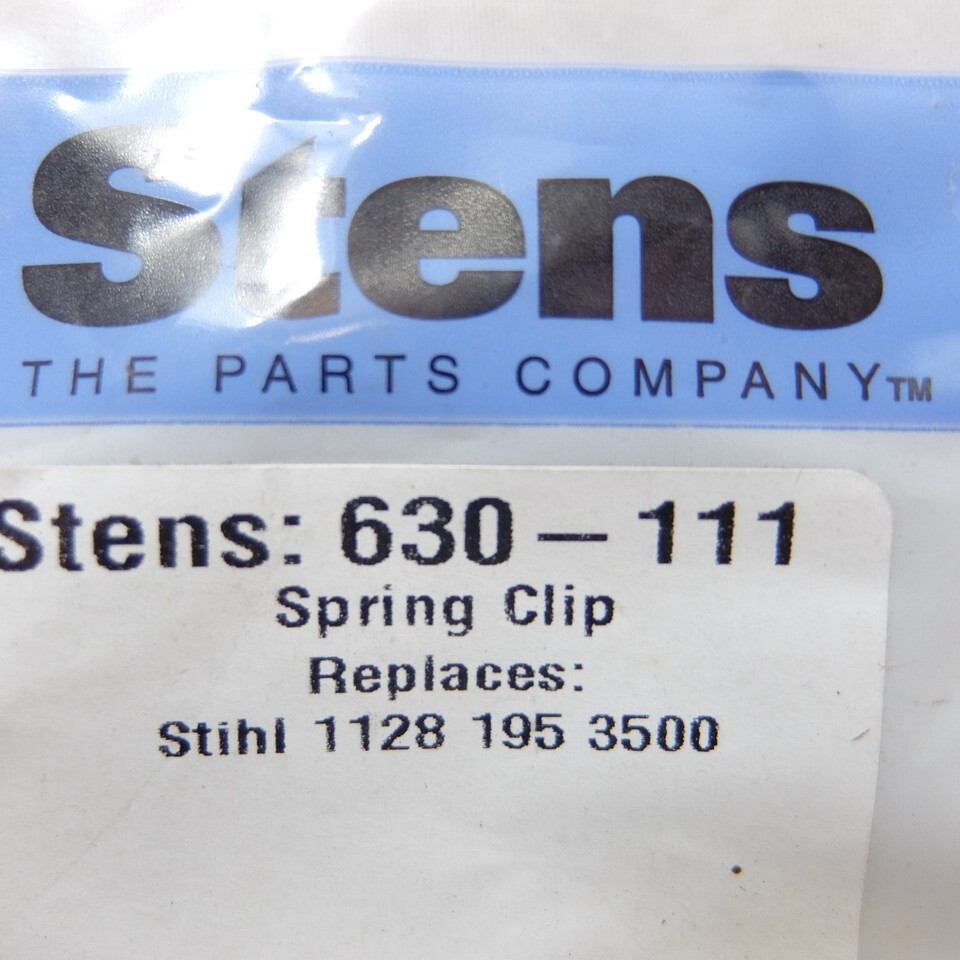 Stens
THE PARTS COMPANY™
Stens: 630-111
Spring Clip
Replaces:
Stihl 1128 195 3500